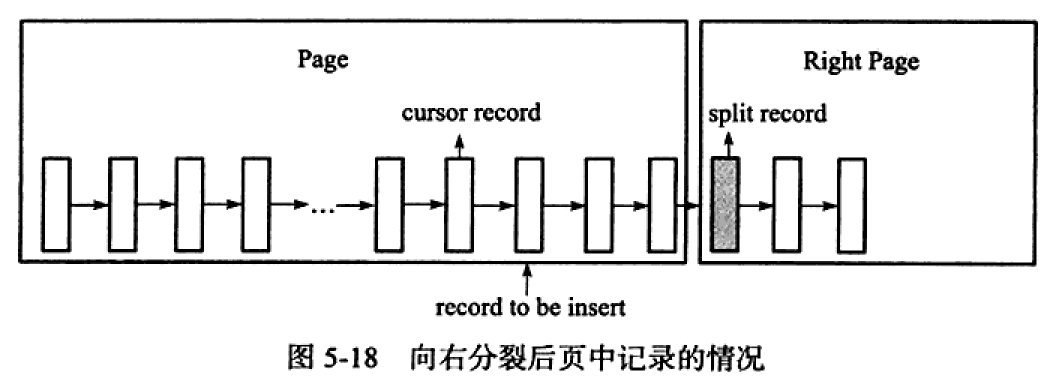 Page
Right Page
cursor record
split record
...
record to be insert
图 5-18 向右分裂后页中记录的情况